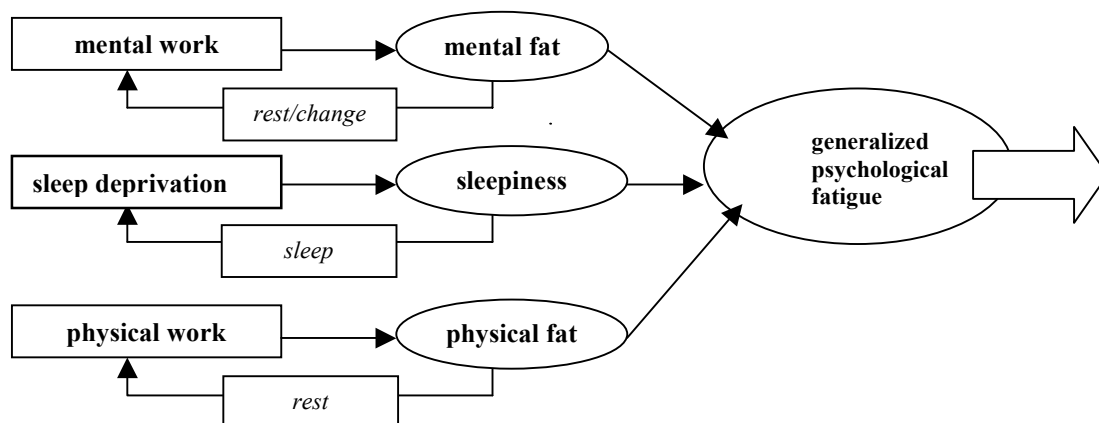 mental work
mental fat
rest/change
sleep deprivation
sleepiness
sleep
generalized
psychological
fatigue
physical work
physical fat
rest